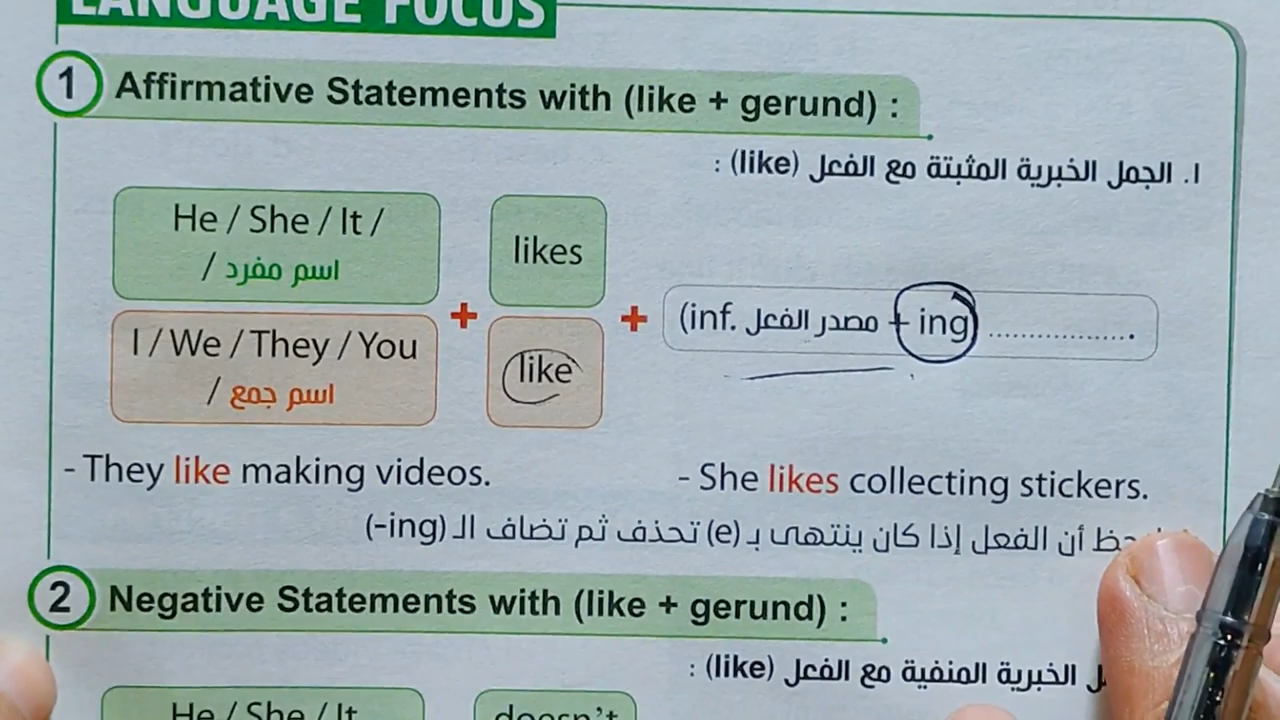 LANGUAGE FOCUS
1 Affirmative Statements with (like + gerund) :
١. الجمل الخبرية المثبتة مع الفعل (like) :
He / She / It /
اسم مفرد /
likes
I / We / They / You
اسم جمع /
like
+ + (inf. مصدر الفعل + ing) ..................
- They like making videos.
- She likes collecting stickers.
أن الفعل إذا كان ينتهى بـ (e) تحذف ثم تضاف الـ (-ing)
2 Negative Statements with (like + gerund) :
الخبرية المنفية مع الفعل (like) :
He / She / It
doesn't